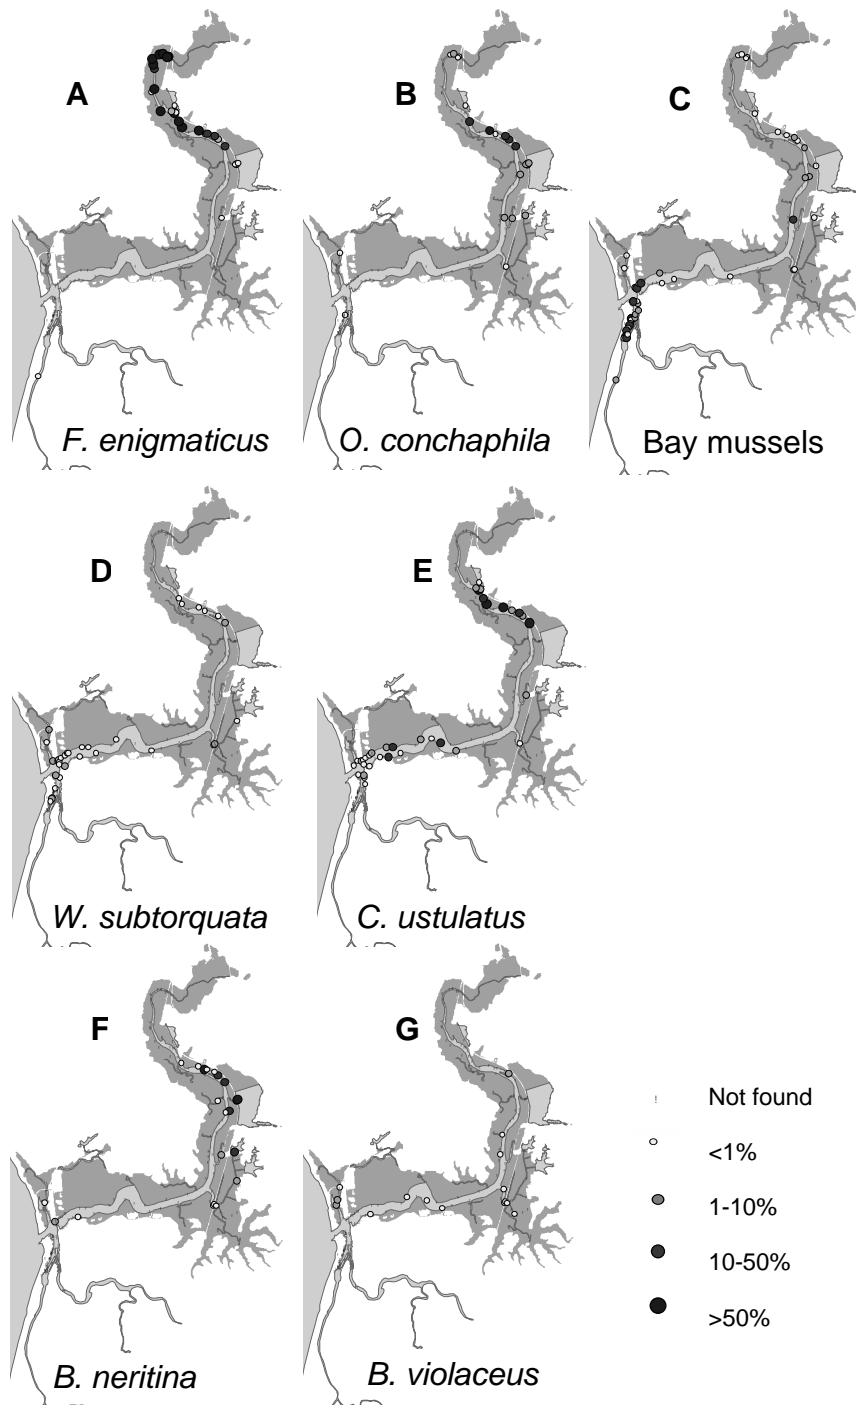 A
B
C
F. enigmaticus
O. conchaphila
Bay mussels
D
E
W. subtorquata
C. ustulatus
F
G
Not found
<1%
1-10%
10-50%
>50%
B. neritina
B. violaceus